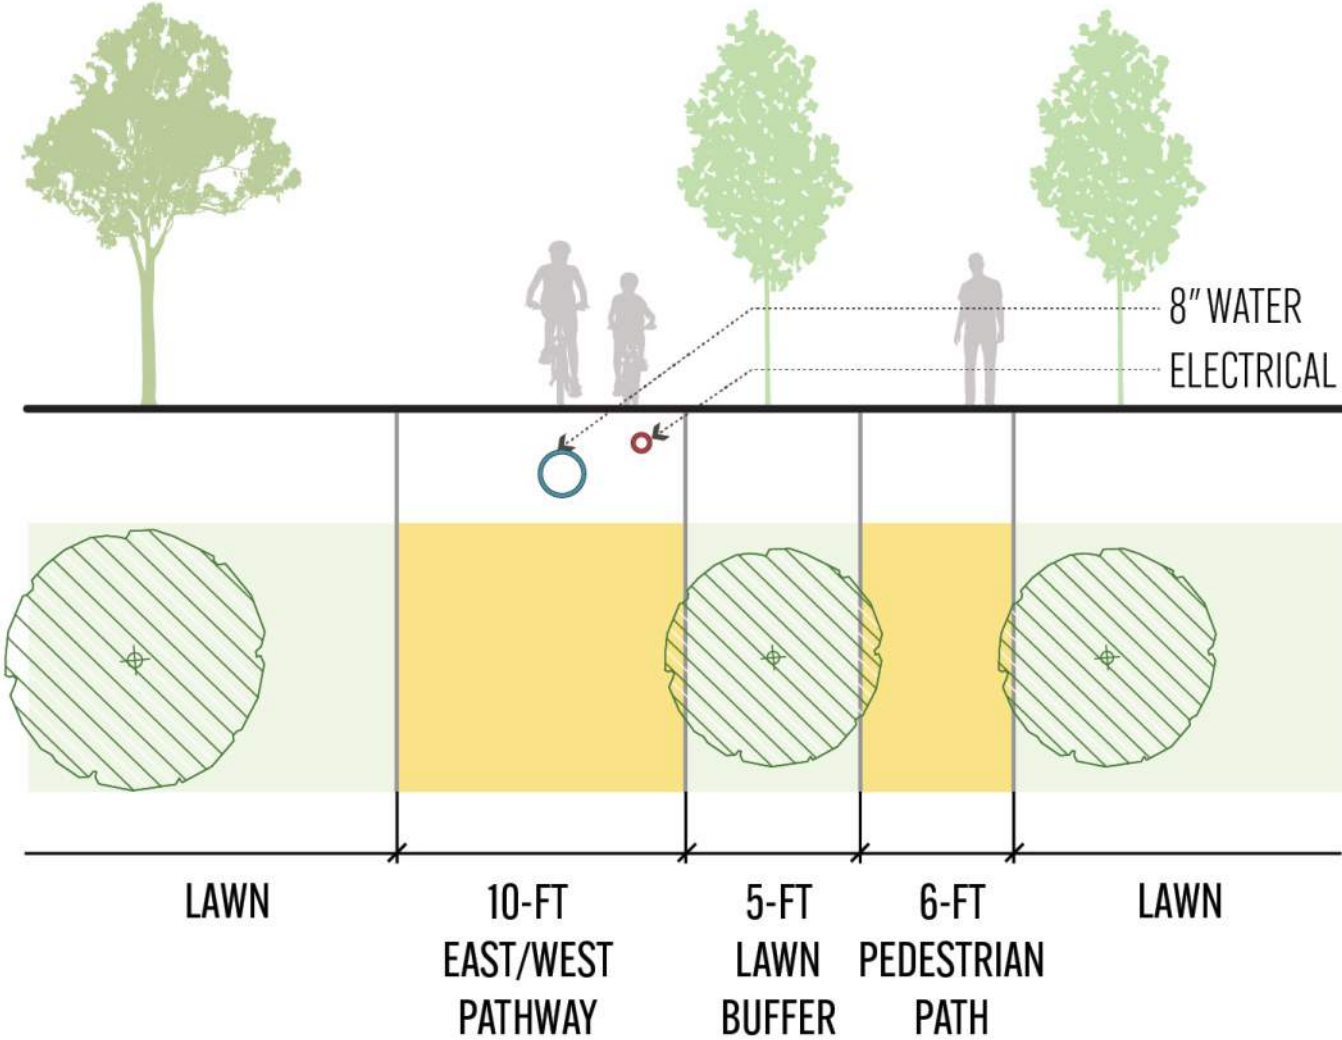 8" WATER
ELECTRICAL
LAWN
10-FT
EAST/WEST
PATHWAY
5-FT
LAWN
BUFFER
6-FT
PEDESTRIAN
PATH
LAWN